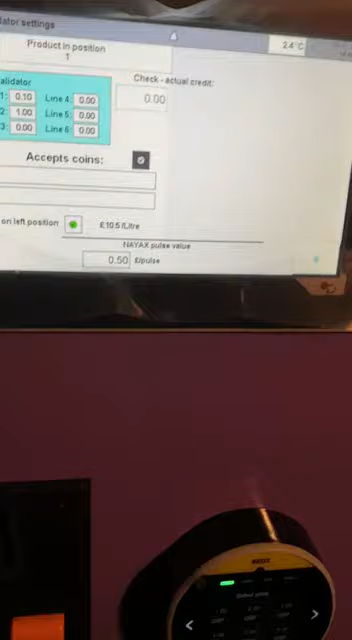 dator settings
24°C
Product in position
1
alidator
Check - actual credit:
1: 0.10 Line 4: 0.00
0.00
2: 1.00 Line 5: 0.00
3: 0.00 Line 6: 0.00
Accepts coins:
on left position
£10.5/Litre
NAYAX pulse value
0.50 £/pulse